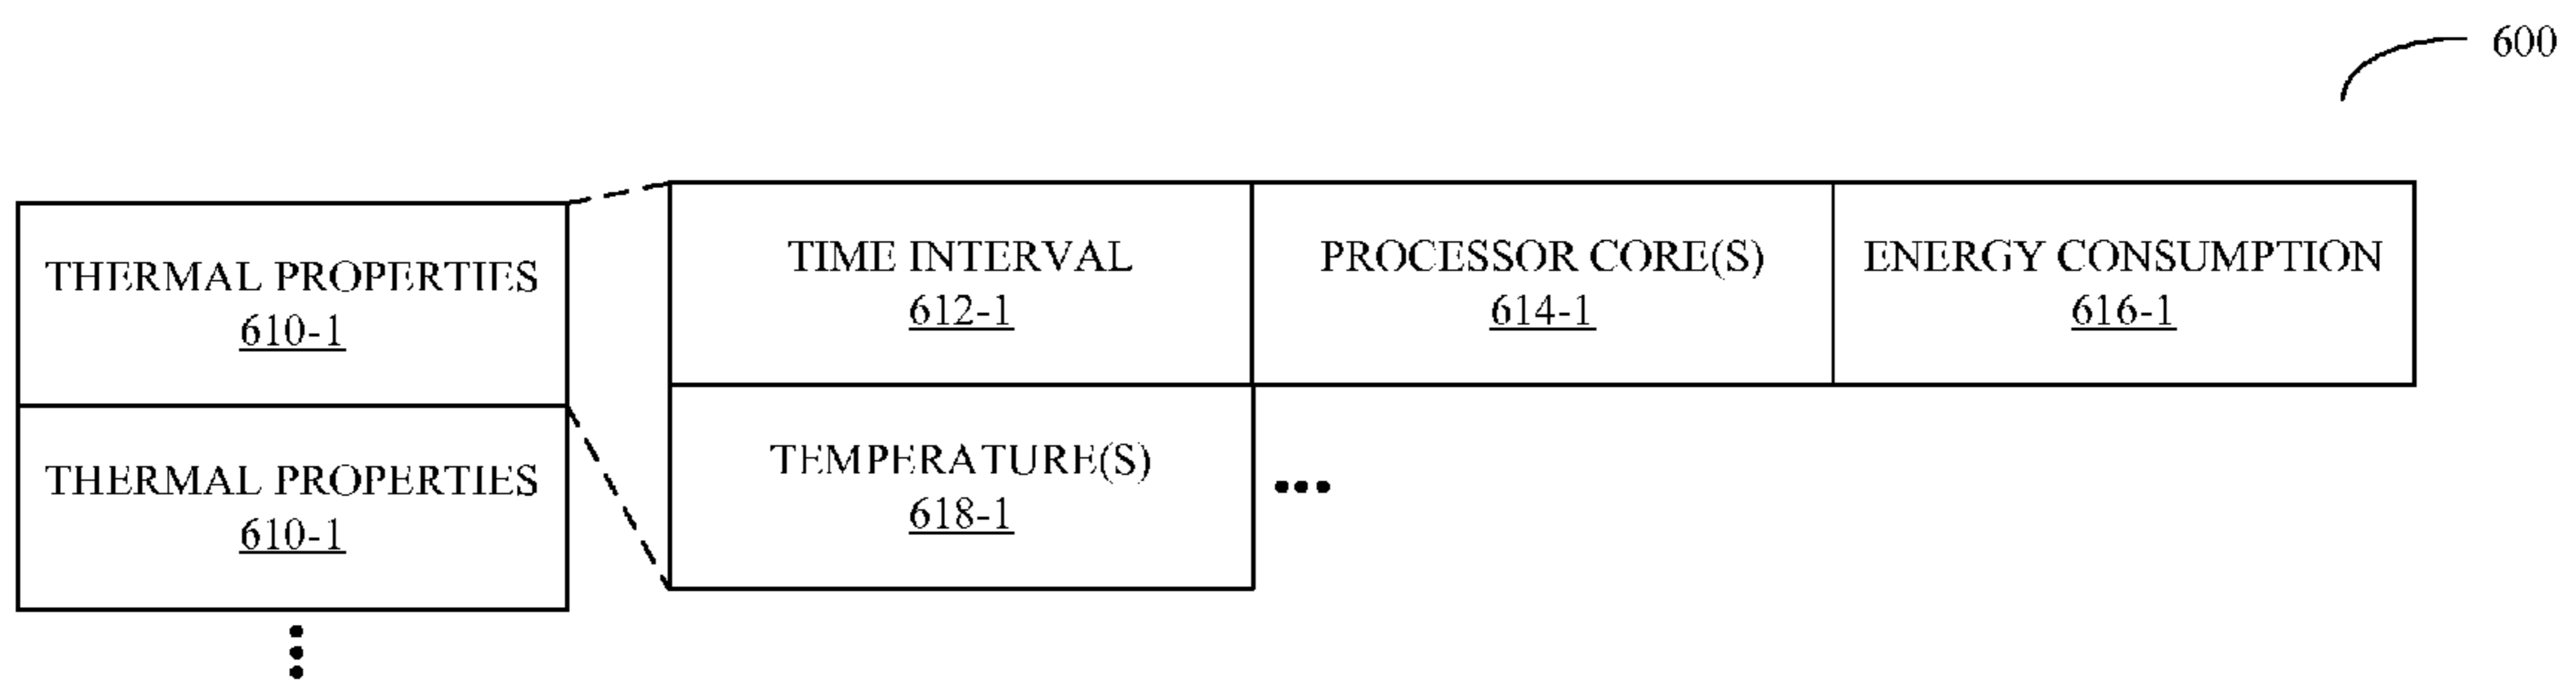 600
THERMAL PROPERTIES
610-1
THERMAL PROPERTIES
610-1
TIME INTERVAL
612-1
PROCESSOR CORE(S)
614-1
ENERGY CONSUMPTION
616-1
TEMPERATURE(S)
618-1